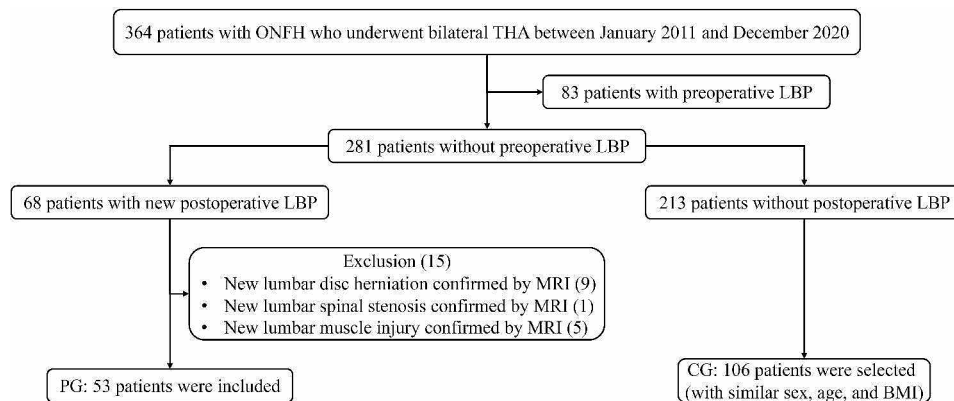 364 patients with ONFH who underwent bilateral THA between January 2011 and December 2020
83 patients with preoperative LBP
281 patients without preoperative LBP
68 patients with new postoperative LBP
213 patients without postoperative LBP
Exclusion (15)
• New lumbar disc herniation confirmed by MRI (9)
• New lumbar spinal stenosis confirmed by MRI (1)
• New lumbar muscle injury confirmed by MRI (5)
PG: 53 patients were included
CG: 106 patients were selected
(with similar sex, age, and BMI)